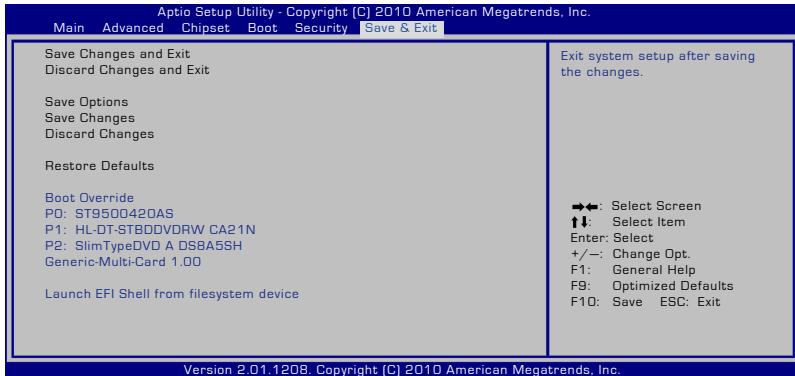 Aptio Setup Utility - Copyright (C) 2010 American Megatrends, Inc.
Main Advanced Chipset Boot Security Save & Exit
Save Changes and Exit
Discard Changes and Exit
Save Options
Save Changes
Discard Changes
Restore Defaults
Boot Override
P0: ST9500420AS
P1: HL-DT-STBDDVDRW CA21N
P2: SlimTypeDVD A DS8A5SH
Generic-Multi-Card 1.00
Launch EFI Shell from filesystem device
Exit system setup after saving
the changes.
➡⬅: Select Screen
⬆⬇: Select Item
Enter: Select
+/—: Change Opt.
F1: General Help
F9: Optimized Defaults
F10: Save ESC: Exit
Version 2.01.1208. Copyright (C) 2010 American Megatrends, Inc.